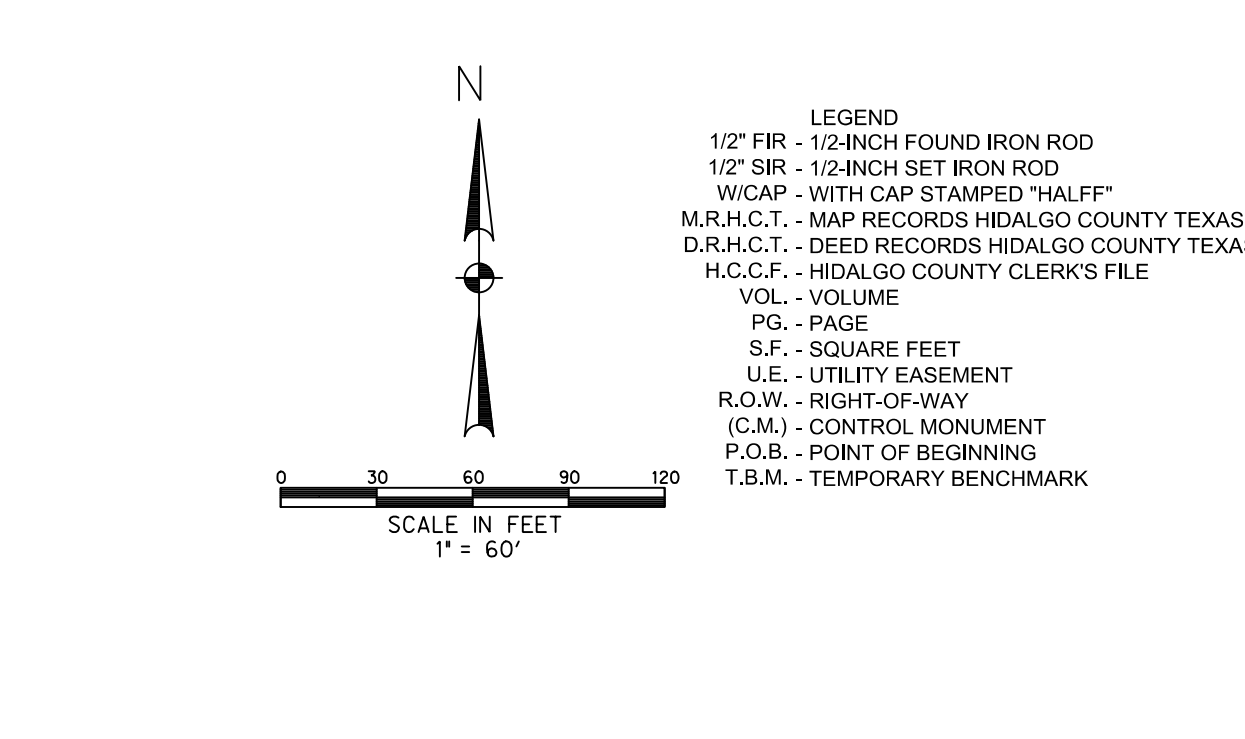 N
LEGEND
1/2" FIR - 1/2-INCH FOUND IRON ROD
1/2" SIR - 1/2-INCH SET IRON ROD
W/CAP - WITH CAP STAMPED "HALFF"
M.R.H.C.T. - MAP RECORDS HIDALGO COUNTY TEXAS
D.R.H.C.T. - DEED RECORDS HIDALGO COUNTY TEXAS
H.C.C.F. - HIDALGO COUNTY CLERK'S FILE
VOL. - VOLUME
PG. - PAGE
S.F. - SQUARE FEET
U.E. - UTILITY EASEMENT
R.O.W. - RIGHT-OF-WAY
(C.M.) - CONTROL MONUMENT
P.O.B. - POINT OF BEGINNING
T.B.M. - TEMPORARY BENCHMARK
0 30 60 90 120
SCALE IN FEET
1" = 60'